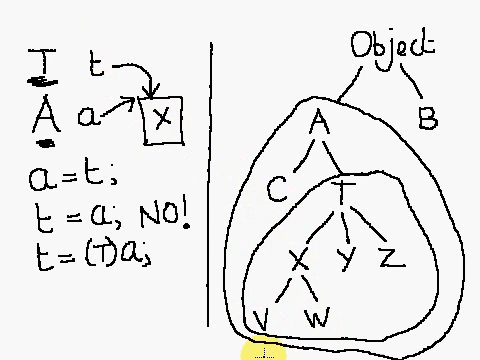 T t
A a X
a = t;
t = a; NO!
t = (T)a;
Object
A B
C T
X Y Z
V W